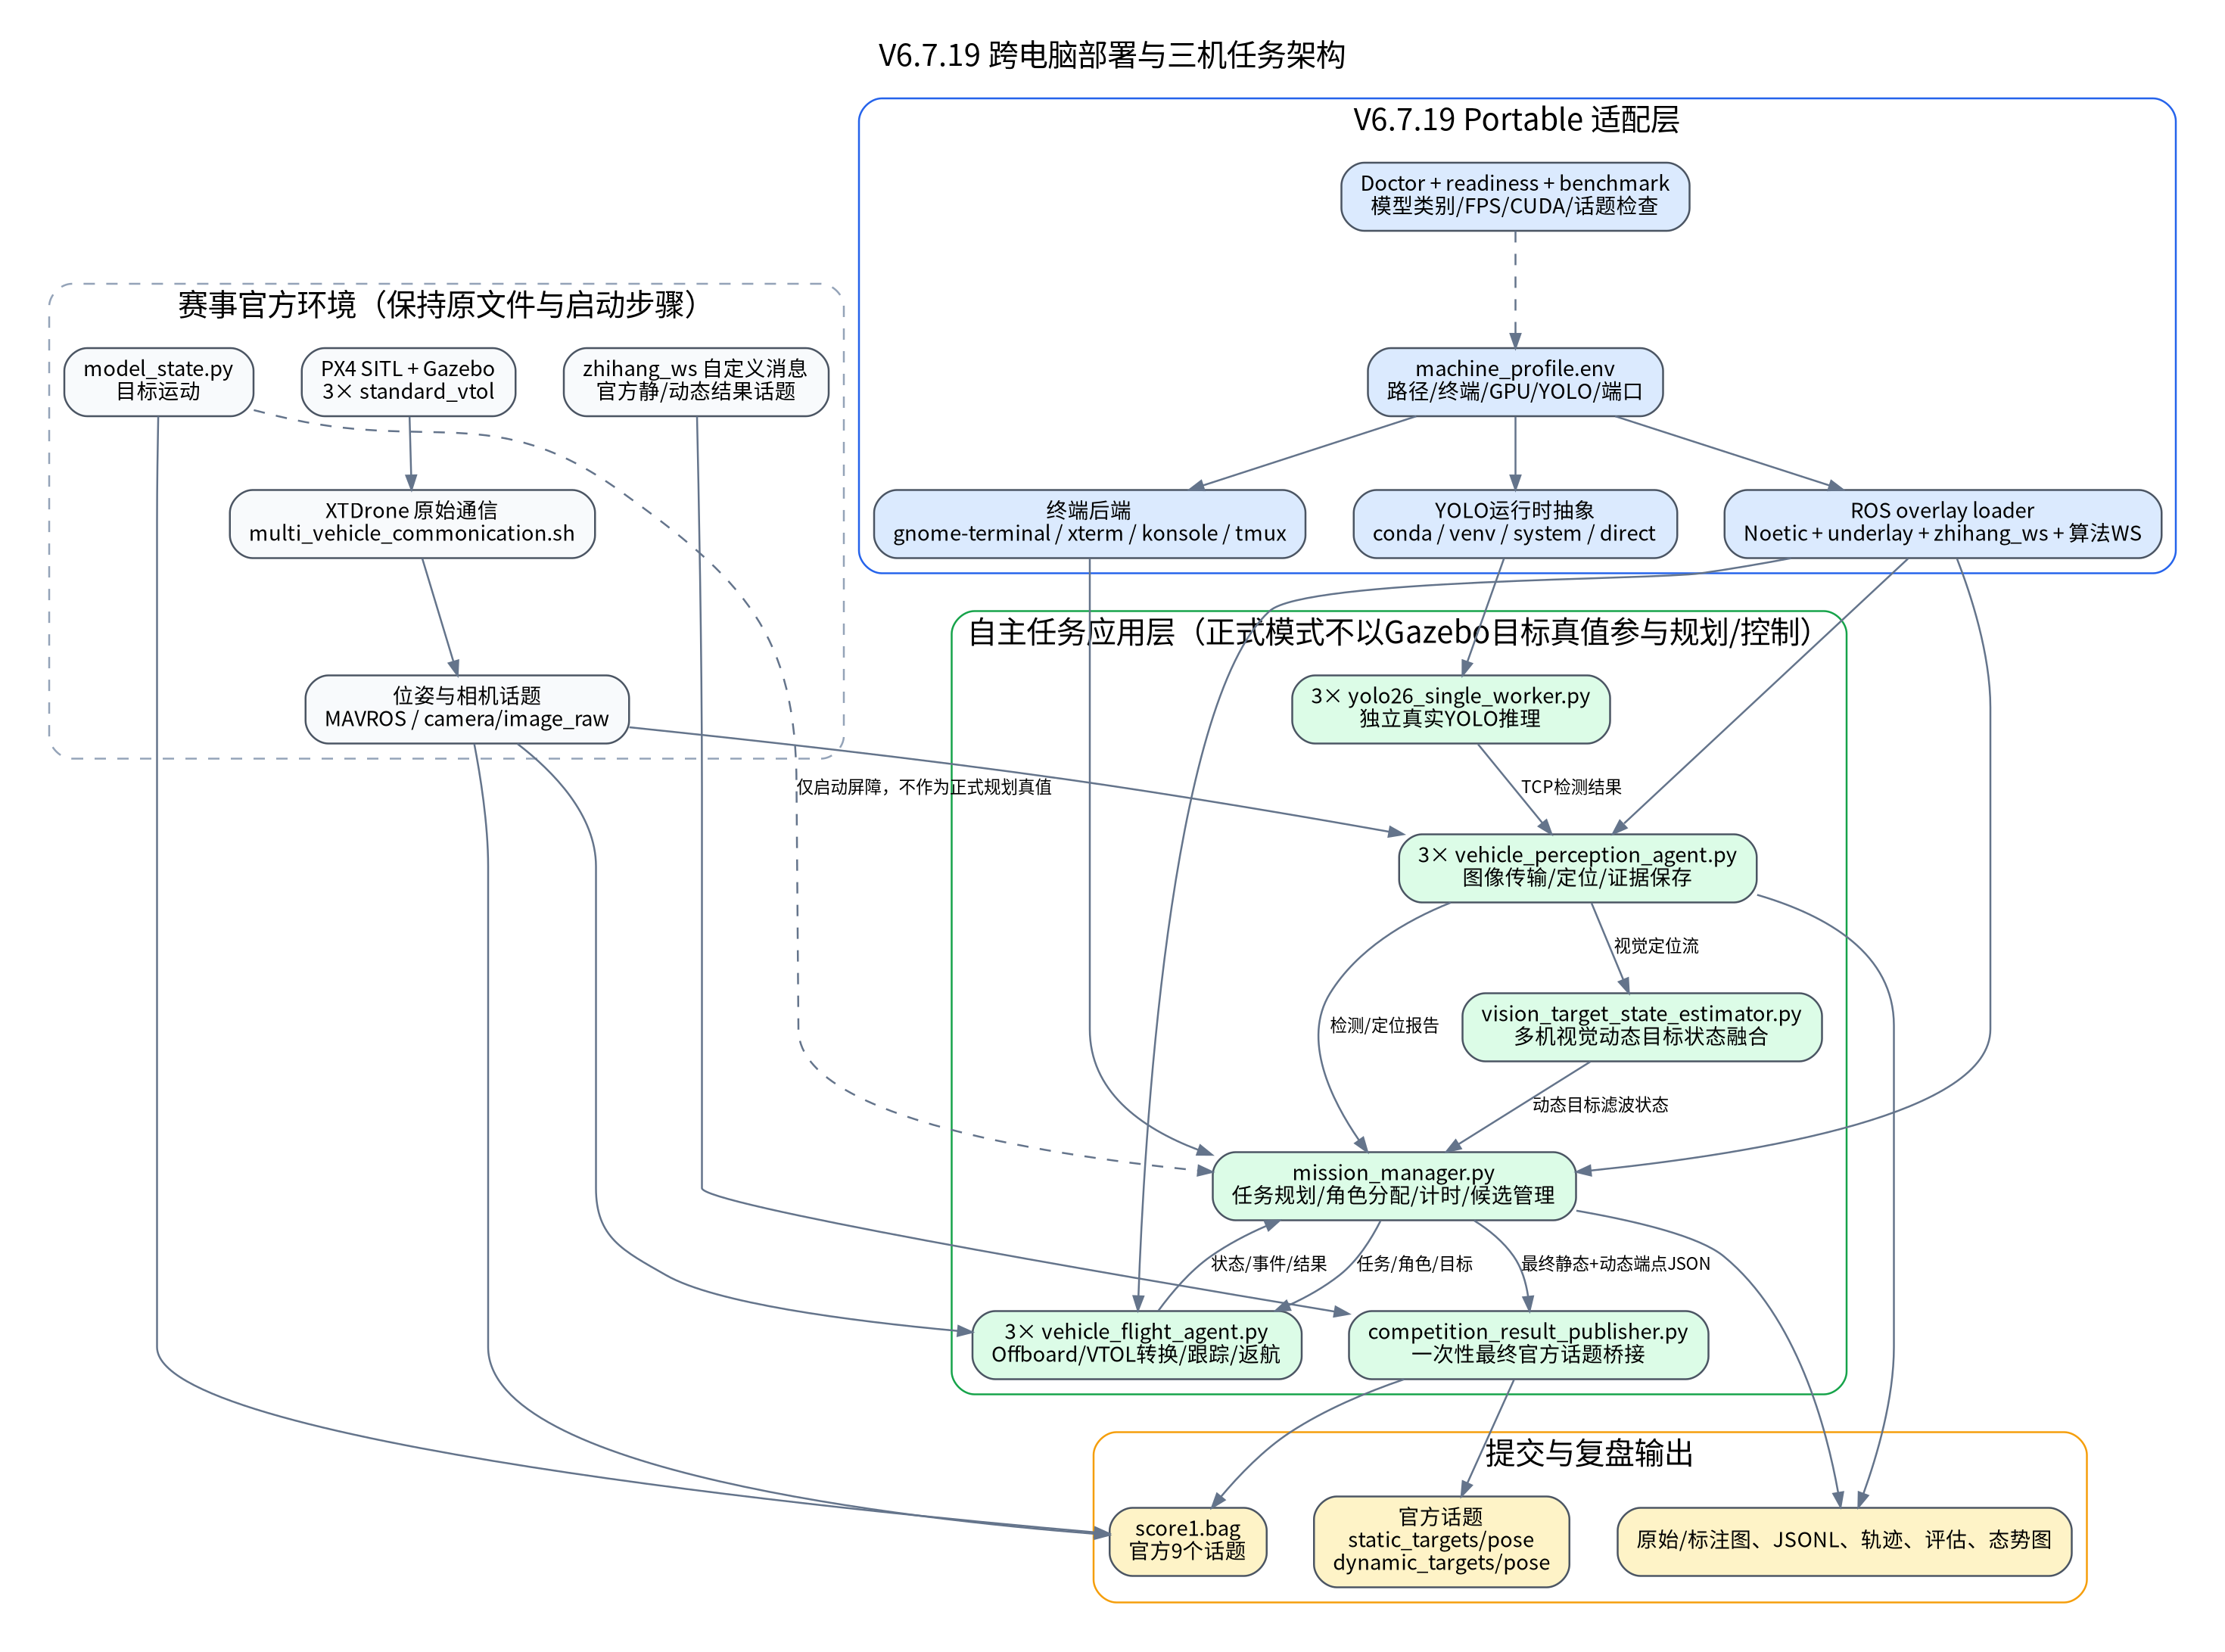 V6.7.19 跨电脑部署与三机任务架构
V6.7.19 Portable 适配层
Doctor + readiness + benchmark
模型类别/FPS/CUDA/话题检查
赛事官方环境（保持原文件与启动步骤）
model_state.py
目标运动
PX4 SITL + Gazebo
3× standard_vtol
zhihang_ws 自定义消息
官方静/动态结果话题
machine_profile.env
路径/终端/GPU/YOLO/端口
XTDrone 原始通信
multi_vehicle_commonication.sh
终端后端
gnome-terminal / xterm / konsole / tmux
YOLO运行时抽象
conda / venv / system / direct
ROS overlay loader
Noetic + underlay + zhihang_ws + 算法WS
自主任务应用层（正式模式不以Gazebo目标真值参与规划/控制）
位姿与相机话题
MAVROS / camera/image_raw
3× yolo26_single_worker.py
独立真实YOLO推理
仅启动屏障，不作为正式规划真值
TCP检测结果
3× vehicle_perception_agent.py
图像传输/定位/证据保存
视觉定位流
检测/定位报告
vision_target_state_estimator.py
多机视觉动态目标状态融合
动态目标滤波状态
mission_manager.py
任务规划/角色分配/计时/候选管理
状态/事件/结果
任务/角色/目标
最终静态+动态端点JSON
3× vehicle_flight_agent.py
Offboard/VTOL转换/跟踪/返航
competition_result_publisher.py
一次性最终官方话题桥接
提交与复盘输出
score1.bag
官方9个话题
官方话题
static_targets/pose
dynamic_targets/pose
原始/标注图、JSONL、轨迹、评估、态势图